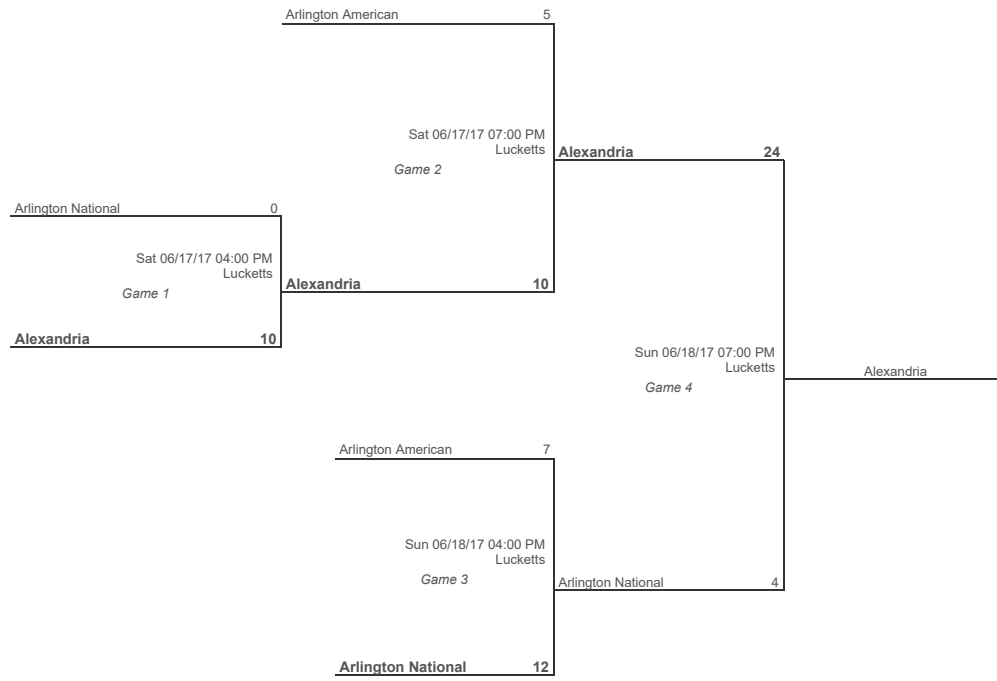 Arlington American 5
Sat 06/17/17 07:00 PM
Lucketts
Alexandria 24
Game 2
Arlington National 0
Sat 06/17/17 04:00 PM
Lucketts
Game 1
Alexandria 10
Alexandria 10
Sun 06/18/17 07:00 PM
Lucketts
Alexandria
Game 4
Arlington American 7
Sun 06/18/17 04:00 PM
Lucketts
Game 3
Arlington National 4
Arlington National 12